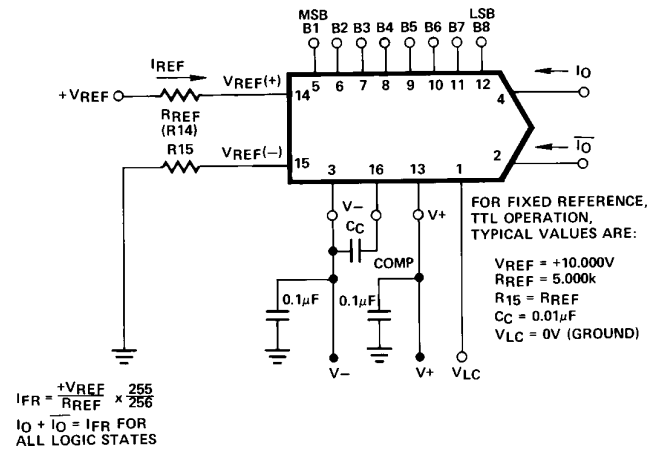 MSB LSB
B1 B2 B3 B4 B5 B6 B7 B8
IREF
+VREF
RREF
(R14)
VREF(+)
14
5 6 7 8 9 10 11 12
4
IO
R15
VREF(−)
15
2
I̅O̅
3 16 13 1
V− CC V+
COMP
0.1µF 0.1µF
V− V+ VLC
FOR FIXED REFERENCE,
TTL OPERATION,
TYPICAL VALUES ARE:
VREF = +10.000V
RREF = 5.000k
R15 = RREF
CC = 0.01µF
VLC = 0V (GROUND)
IFR = +VREF/RREF x 255/256
IO + I̅O̅ = IFR FOR
ALL LOGIC STATES